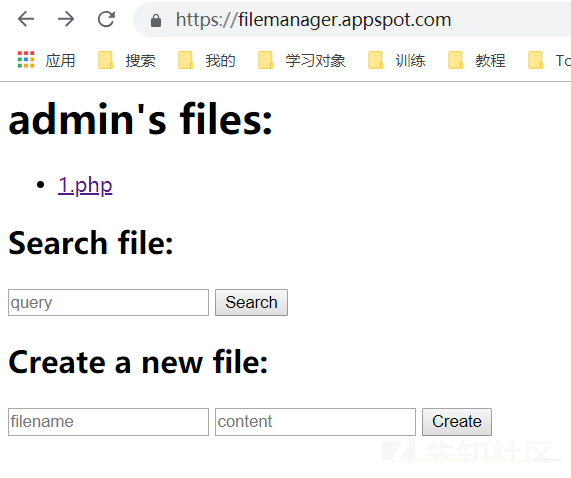 https://filemanager.appspot.com
应用 搜索 我的 学习对象 训练 教程 To
admin's files:
1.php
Search file:
query Search
Create a new file:
filename content Create
先知社区